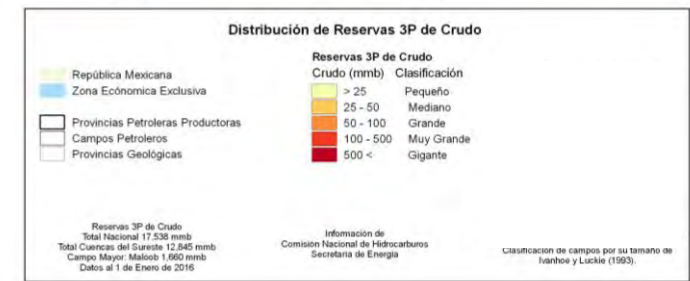 Distribución de Reservas 3P de Crudo
República Mexicana
Zona Ecónomica Exclusiva
Provincias Petroleras Productoras
Campos Petroleros
Provincias Geológicas
Reservas 3P de Crudo
Crudo (mmb) Clasificación
> 25 Pequeño
25 - 50 Mediano
50 - 100 Grande
100 - 500 Muy Grande
500 < Gigante
Reservas 3P de Crudo
Total Nacional 17,538 mmb
Total Cuencas del Sureste 12,845 mmb
Campo Mayor: Maloob 1,660 mmb
Datos al 1 de Enero de 2016
Información de
Comisión Nacional de Hidrocarburos
Secretaria de Energía
Clasificación de campos por su tamaño de
Ivanhoe y Luckie (1993).